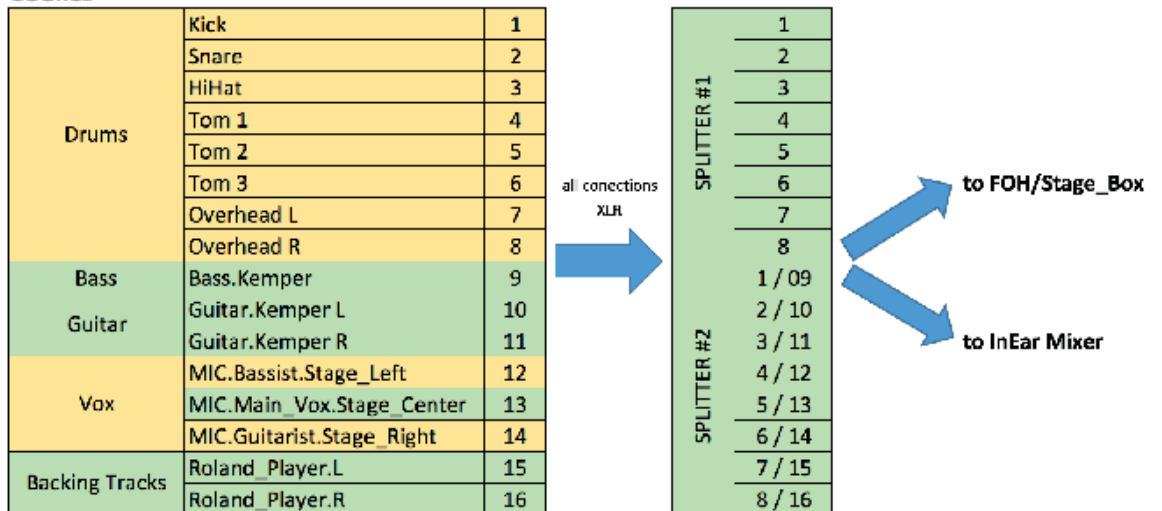 Kick 1
Snare 2
HiHat 3
Drums
Tom 1 4
Tom 2 5
Tom 3 6
Overhead L 7
Overhead R 8
Bass Bass.Kemper 9
Guitar
Guitar.Kemper L 10
Guitar.Kemper R 11
MIC.Bassist.Stage_Left 12
Vox MIC.Main_Vox.Stage_Center 13
MIC.Guitarist.Stage_Right 14
Backing Tracks
Roland_Player.L 15
Roland_Player.R 16
all conections
XLR
SPLITTER #1
1
2
3
4
5
6
7
8
SPLITTER #2
1 / 09
2 / 10
3 / 11
4 / 12
5 / 13
6 / 14
7 / 15
8 / 16
to FOH/Stage_Box
to InEar Mixer